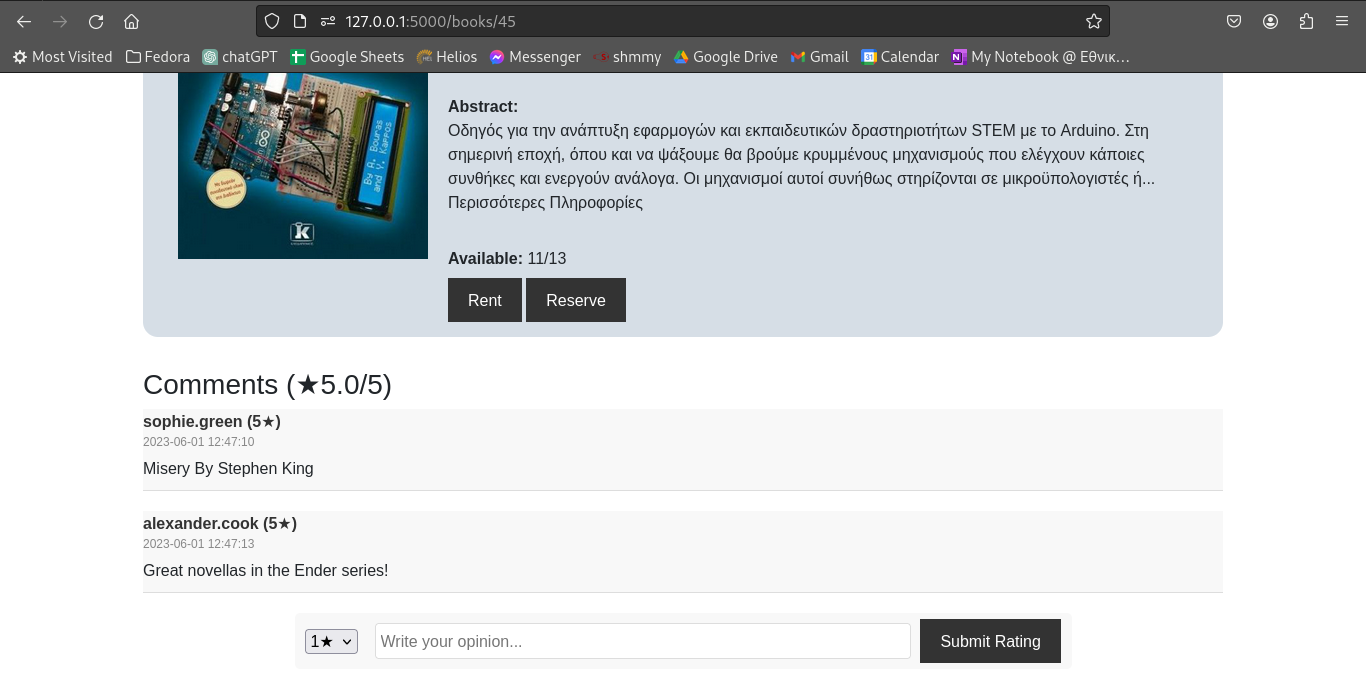 127.0.0.1:5000/books/45
Most Visited Fedora chatGPT Google Sheets Helios Messenger shmmy Google Drive Gmail Calendar My Notebook @ Εθνικ…
By A. Bouras
and Y. Kappos
Abstract:
Οδηγός για την ανάπτυξη εφαρμογών και εκπαιδευτικών δραστηριοτήτων STEM με το Arduino. Στη
σημερινή εποχή, όπου και να ψάξουμε θα βρούμε κρυμμένους μηχανισμούς που ελέγχουν κάποιες
συνθήκες και ενεργούν ανάλογα. Οι μηχανισμοί αυτοί συνήθως στηρίζονται σε μικροϋπολογιστές ή...
Περισσότερες Πληροφορίες
Available: 11/13
Rent Reserve
Comments (★5.0/5)
sophie.green (5★)
2023-06-01 12:47:10
Misery By Stephen King
alexander.cook (5★)
2023-06-01 12:47:13
Great novellas in the Ender series!
1★ Write your opinion... Submit Rating